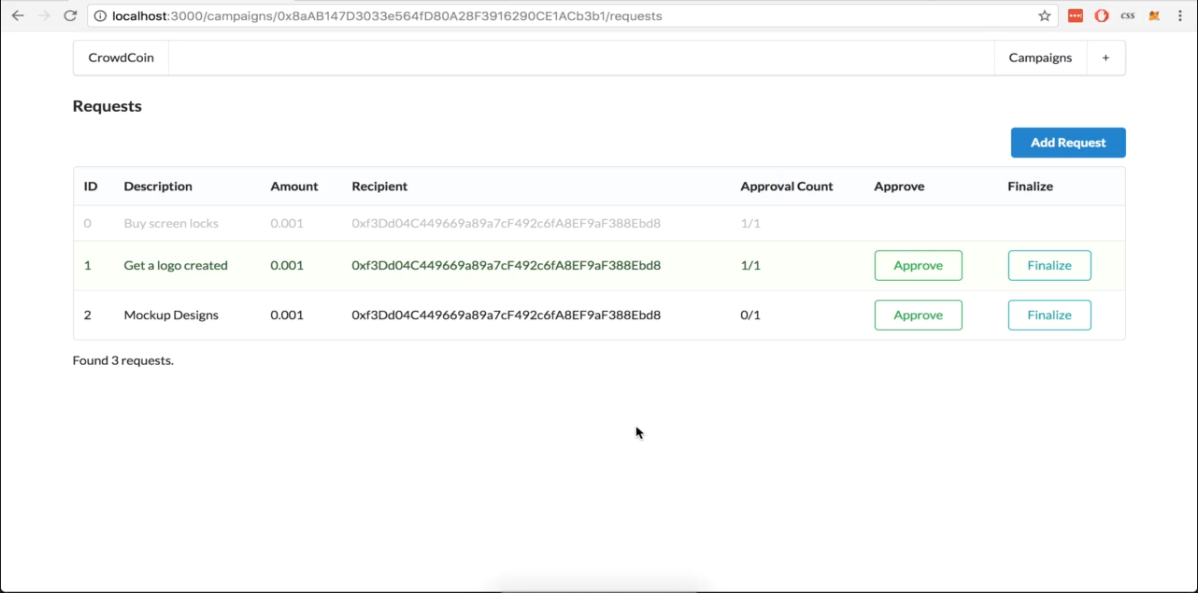 localhost:3000/campaigns/0x8aAB147D3033e564fD80A28F3916290CE1ACb3b1/requests CSS
CrowdCoin Campaigns +
Requests
Add Request
ID Description Amount Recipient Approval Count Approve Finalize
0 Buy screen locks 0.001 0xf3Dd04C449669a89a7cF492c6fA8EF9aF388Ebd8 1/1
1 Get a logo created 0.001 0xf3Dd04C449669a89a7cF492c6fA8EF9aF388Ebd8 1/1 Approve Finalize
2 Mockup Designs 0.001 0xf3Dd04C449669a89a7cF492c6fA8EF9aF388Ebd8 0/1 Approve Finalize
Found 3 requests.